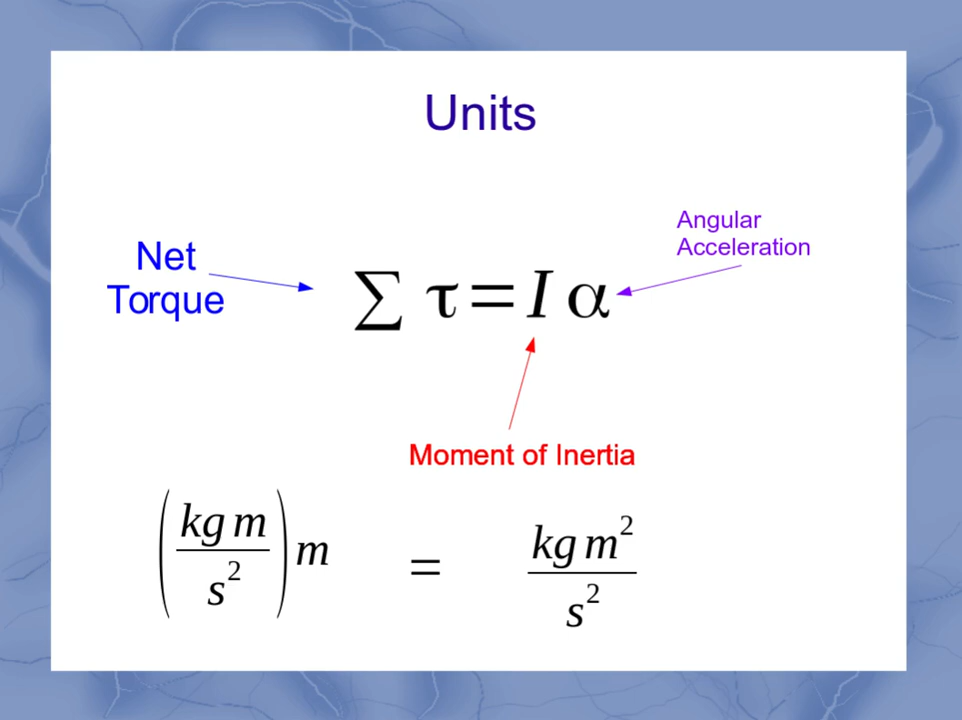 Units
Net
Torque
∑ τ = I α
Angular
Acceleration
Moment of Inertia
(kg m / s²) m = kg m² / s²